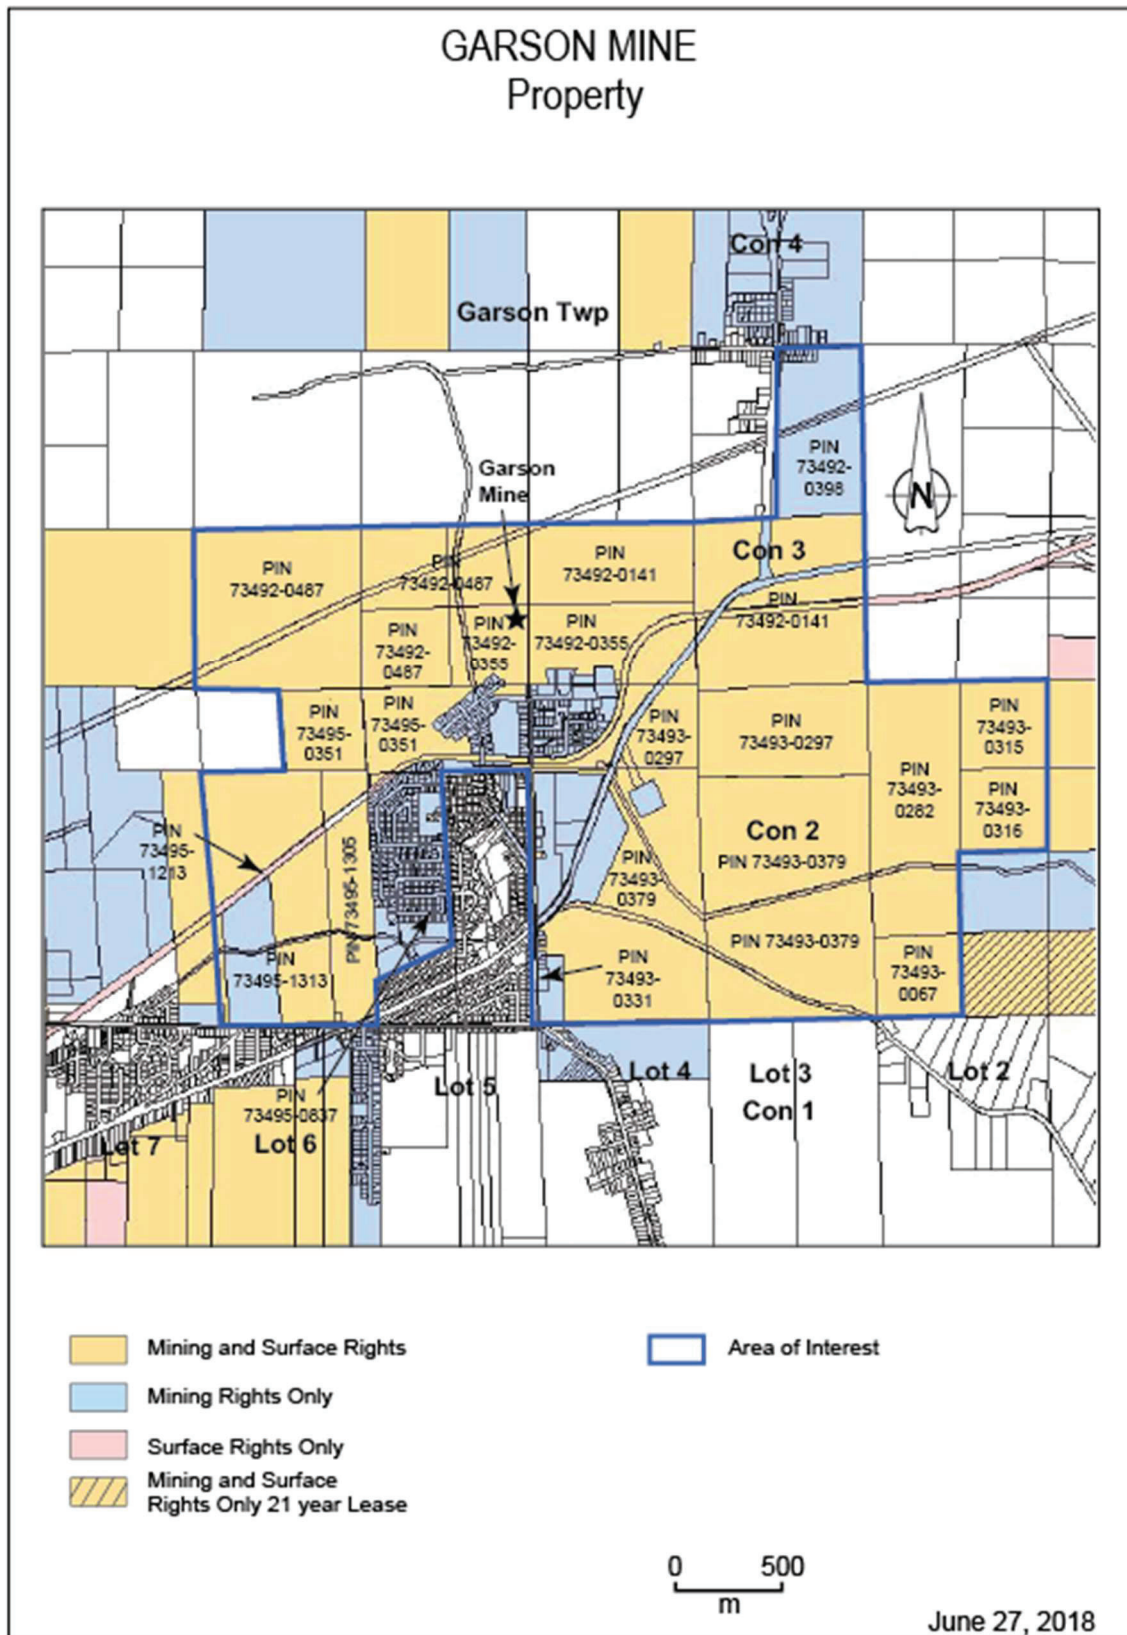 GARSON MINE
Property
Con 4
Garson Twp
PIN
73492-
0398
Garson
Mine
N
Con 3
PIN
73492-0487
PIN
73492-0487
PIN
73492-0141
PIN
73492-0141
PIN
73492-
0487
PIN
73492-
0355
PIN
73492-0355
PIN
73495-
0351
PIN
73495-
0351
PIN
73493-
0297
PIN
73493-0297
PIN
73493-
0315
PIN
73493-
0282
PIN
73493-
0316
PIN
73495-
1213
PIN 73495-1305
Con 2
PIN 73493-0379
PIN
73493-
0379
PIN 73493-0379
PIN
73495-1313
PIN
73493-
0331
PIN
73493-
0067
Lot 5
Lot 4
Lot 3
Con 1
Lot 2
PIN
73495-0837
Lot 7
Lot 6
Mining and Surface Rights
Area of Interest
Mining Rights Only
Surface Rights Only
Mining and Surface
Rights Only 21 year Lease
0 500
m
June 27, 2018